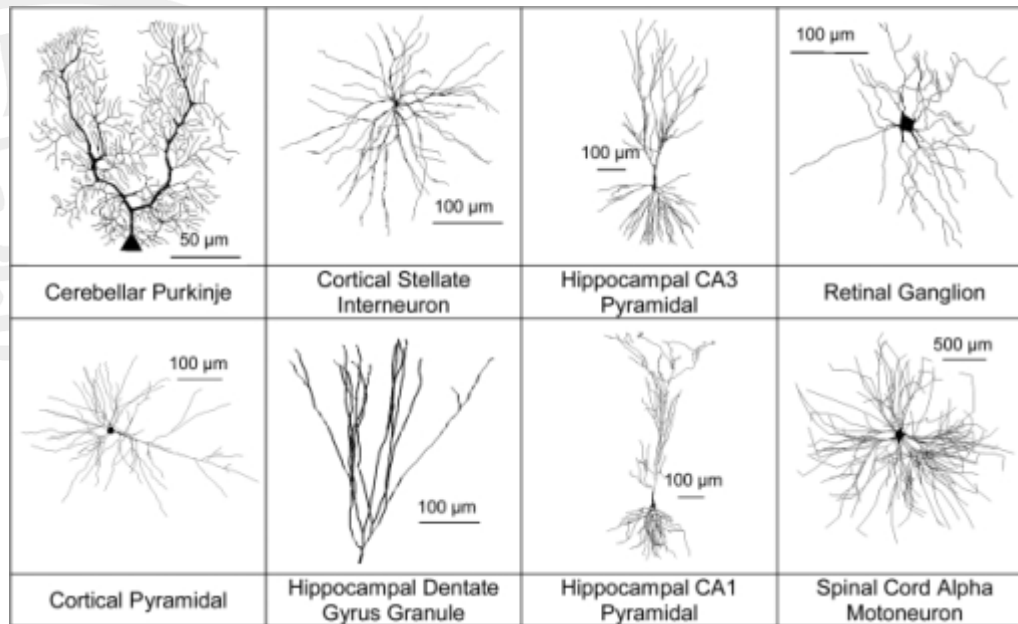 100 µm
100 µm
100 µm
50 µm
Cerebellar Purkinje
Cortical Stellate
Interneuron
Hippocampal CA3
Pyramidal
Retinal Ganglion
100 µm
500 µm
100 µm
100 µm
Cortical Pyramidal
Hippocampal Dentate
Gyrus Granule
Hippocampal CA1
Pyramidal
Spinal Cord Alpha
Motoneuron